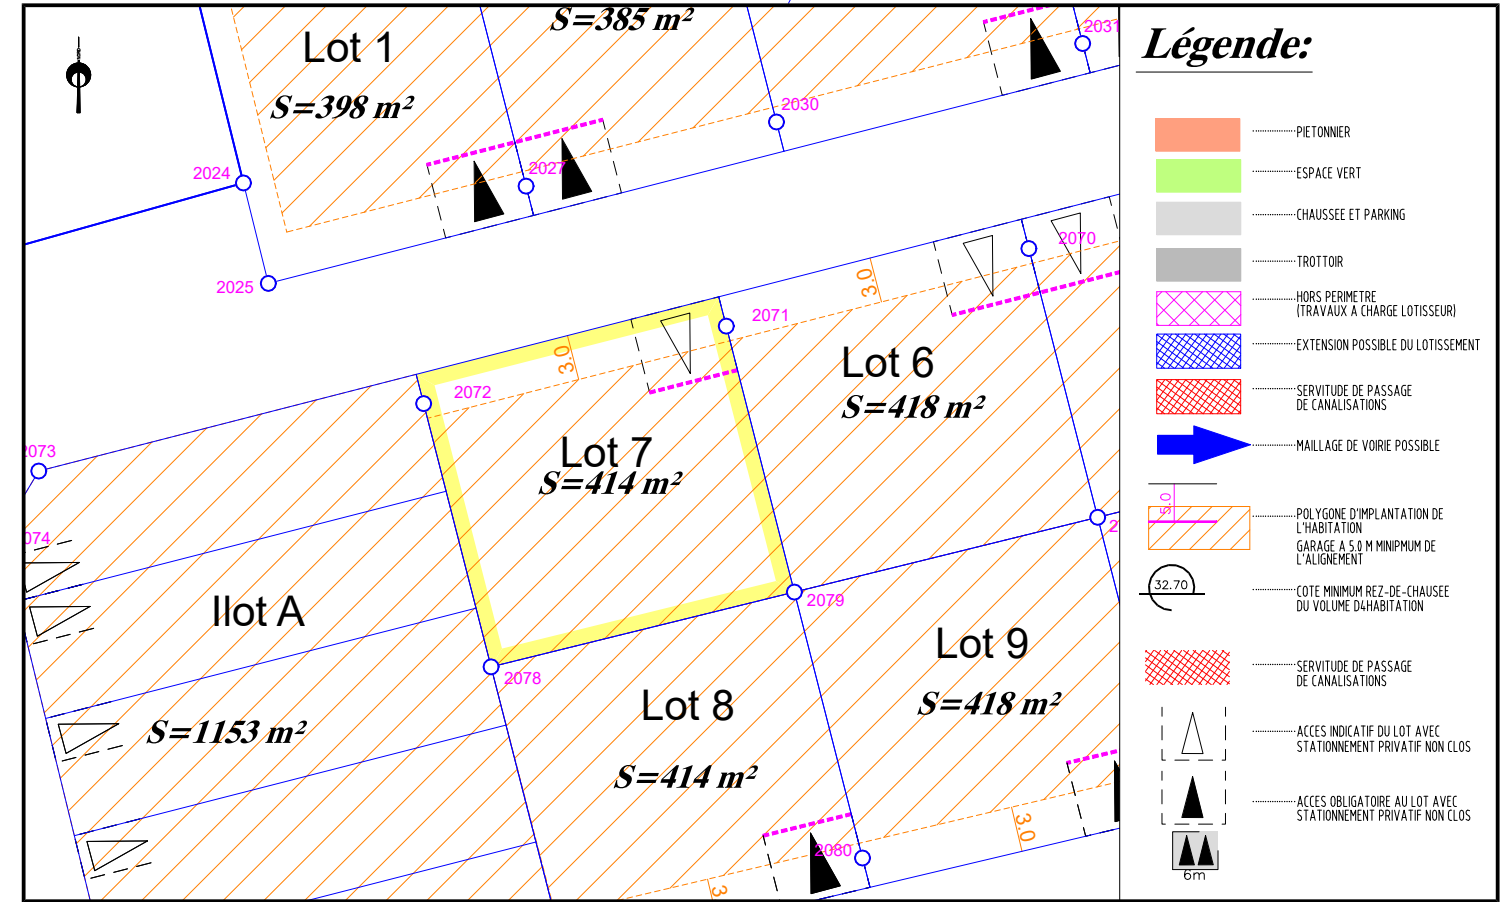 S=385 m²
Lot 1
S=398 m²
2031
2030
2027
2024
2025
2070
3.0
2071
3.0
2072
Lot 6
S=418 m²
Lot 7
S=414 m²
2073
2074
Ilot A
S=1153 m²
2079
2078
Lot 9
S=418 m²
Lot 8
S=414 m²
2080
3.0
3
Légende:
PIETONNIER
ESPACE VERT
CHAUSSEE ET PARKING
TROTTOIR
HORS PERIMETRE
(TRAVAUX A CHARGE LOTISSEUR)
EXTENSION POSSIBLE DU LOTISSEMENT
SERVITUDE DE PASSAGE
DE CANALISATIONS
MAILLAGE DE VOIRIE POSSIBLE
5.0
POLYGONE D'IMPLANTATION DE
L'HABITATION
GARAGE A 5.0 M MINIPMUM DE
L'ALIGNEMENT
32.70
COTE MINIMUM REZ-DE-CHAUSEE
DU VOLUME D4HABITATION
SERVITUDE DE PASSAGE
DE CANALISATIONS
ACCES INDICATIF DU LOT AVEC
STATIONNEMENT PRIVATIF NON CLOS
ACCES OBLIGATOIRE AU LOT AVEC
STATIONNEMENT PRIVATIF NON CLOS
6m